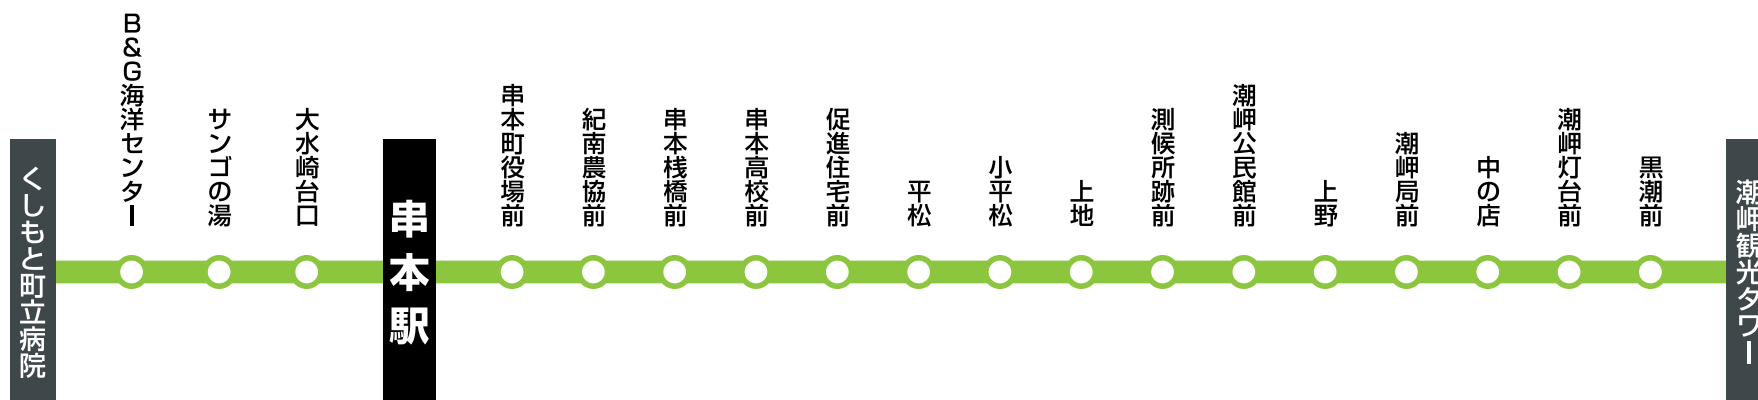 くしもと町立病院
B&G海洋センター
サンゴの湯
大水崎台口
串本駅
串本町役場前
紀南農協前
串本桟橋前
串本高校前
促進住宅前
平松
小平松
上地
測候所跡前
潮岬公民館前
上野
潮岬局前
中の店
潮岬灯台前
黒潮前
潮岬観光タワー